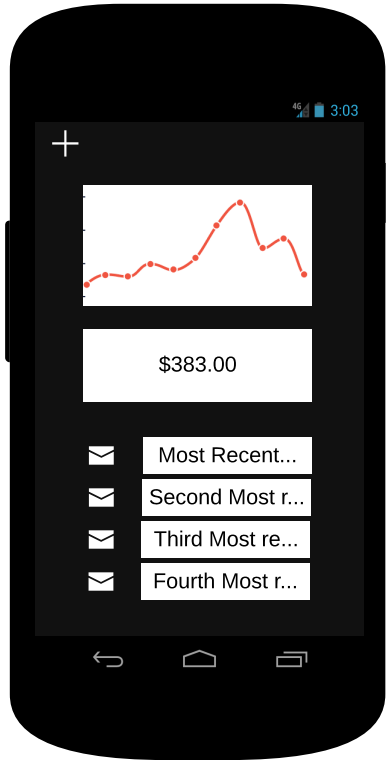 4G 3:03
$383.00
Most Recent...
Second Most r...
Third Most re...
Fourth Most r...